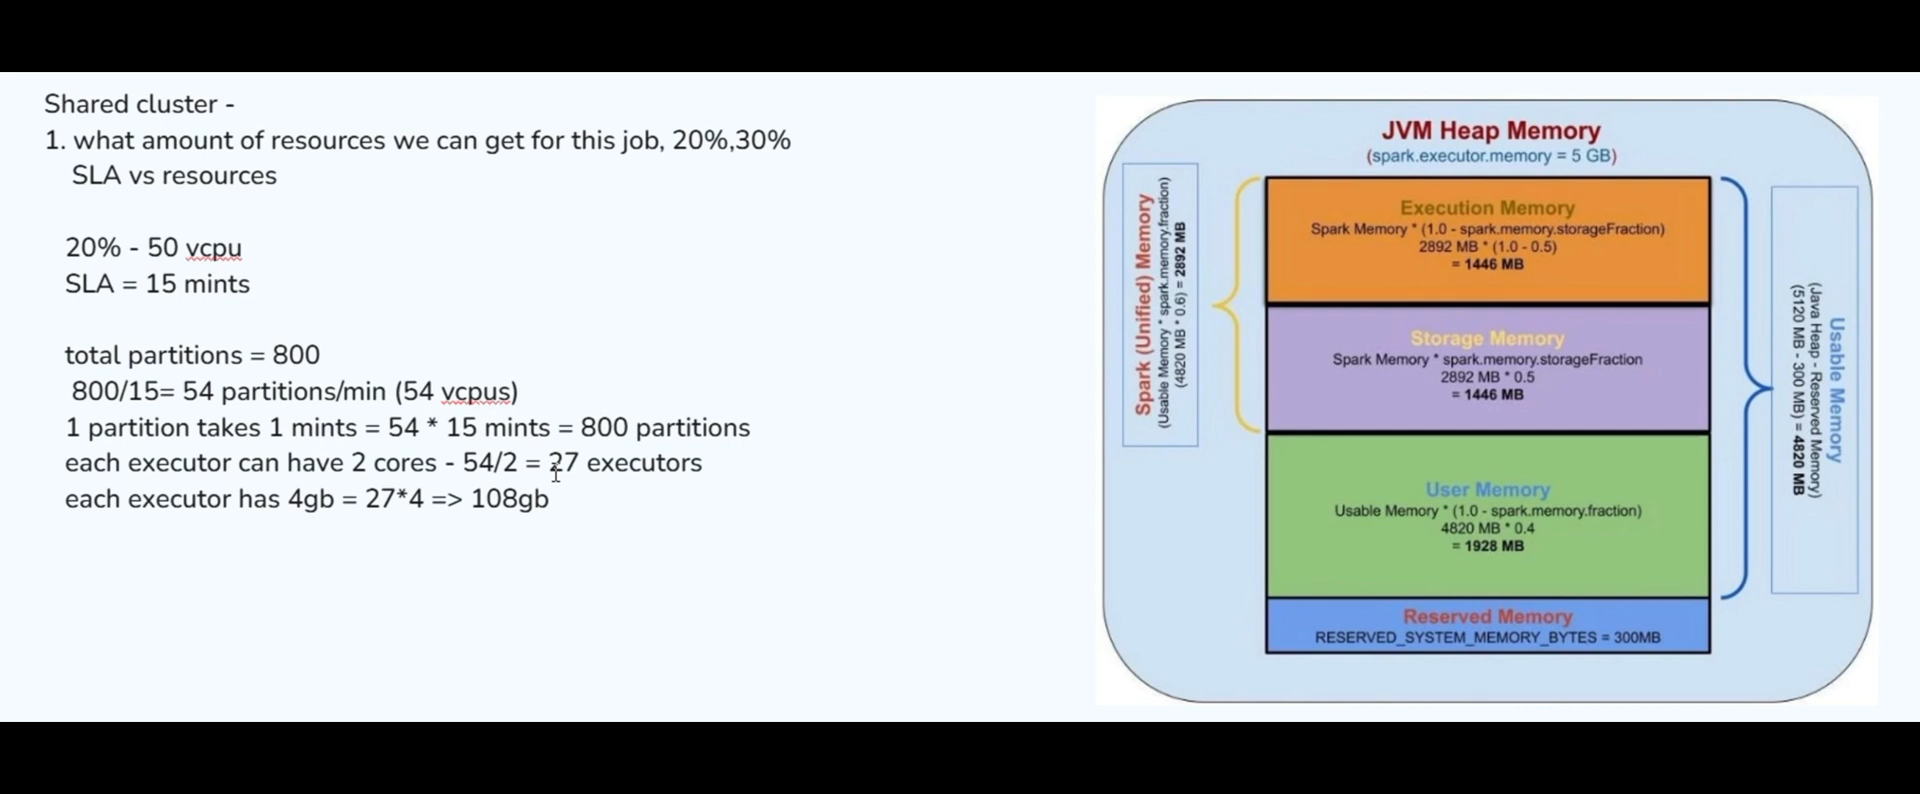 Shared cluster -
1. what amount of resources we can get for this job, 20%,30%
SLA vs resources
20% - 50 vcpu
SLA = 15 mints
total partitions = 800
800/15= 54 partitions/min (54 vcpus)
1 partition takes 1 mints = 54 * 15 mints = 800 partitions
each executor can have 2 cores - 54/2 = 27 executors
each executor has 4gb = 27*4 => 108gb
JVM Heap Memory
(spark.executor.memory = 5 GB)
Spark (Unified) Memory
(Usable Memory * spark.memory.fraction)
(4820 MB * 0.6) = 2892 MB
Execution Memory
Spark Memory * (1.0 - spark.memory.storageFraction)
2892 MB * (1.0 - 0.5)
= 1446 MB
Storage Memory
Spark Memory * spark.memory.storageFraction
2892 MB * 0.5
= 1446 MB
User Memory
Usable Memory * (1.0 - spark.memory.fraction)
4820 MB * 0.4
= 1928 MB
Reserved Memory
RESERVED_SYSTEM_MEMORY_BYTES = 300MB
Usable Memory
(Java Heap - Reserved Memory)
(5120 MB - 300 MB) = 4820 MB